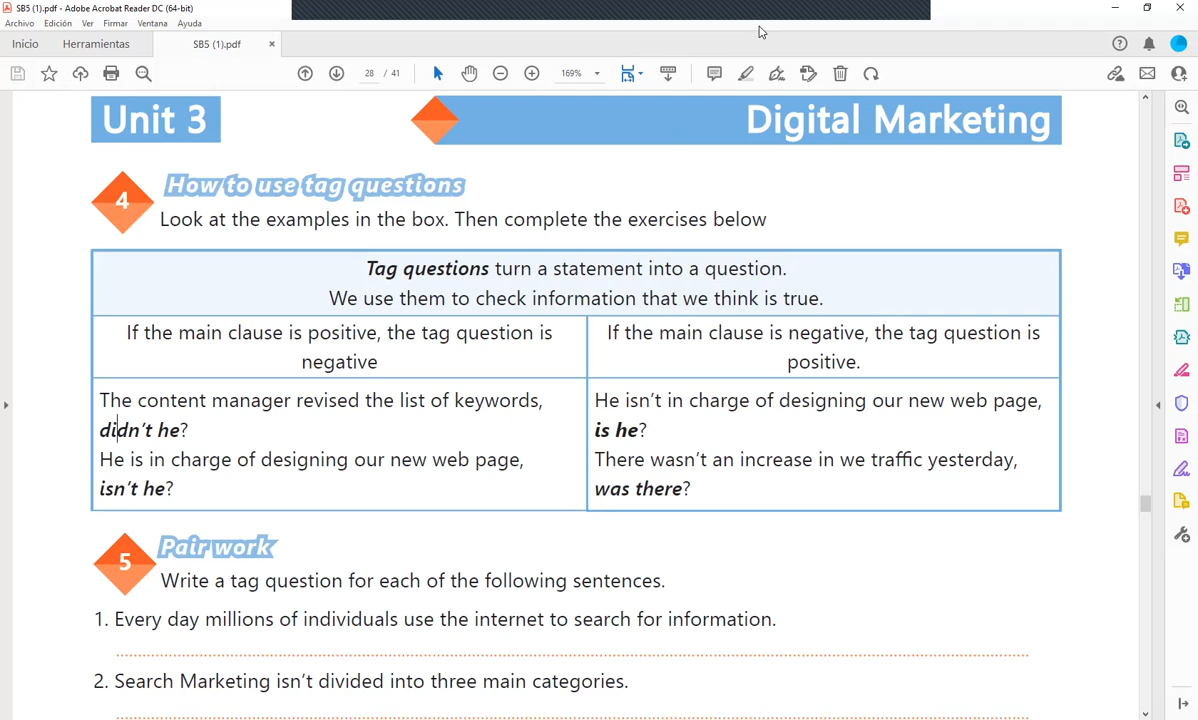 SB5 (1).pdf - Adobe Acrobat Reader DC (64-bit)
Archivo Edición Ver Firmar Ventana Ayuda
Inicio Herramientas SB5 (1).pdf ×
28 / 41 169%
Unit 3 Digital Marketing
4 How to use tag questions
Look at the examples in the box. Then complete the exercises below
Tag questions turn a statement into a question.
We use them to check information that we think is true.
If the main clause is positive, the tag question is
negative
If the main clause is negative, the tag question is
positive.
The content manager revised the list of keywords,
didn't he?
He is in charge of designing our new web page,
isn't he?
He isn't in charge of designing our new web page,
is he?
There wasn't an increase in we traffic yesterday,
was there?
5 Pair work
Write a tag question for each of the following sentences.
1. Every day millions of individuals use the internet to search for information.
2. Search Marketing isn't divided into three main categories.